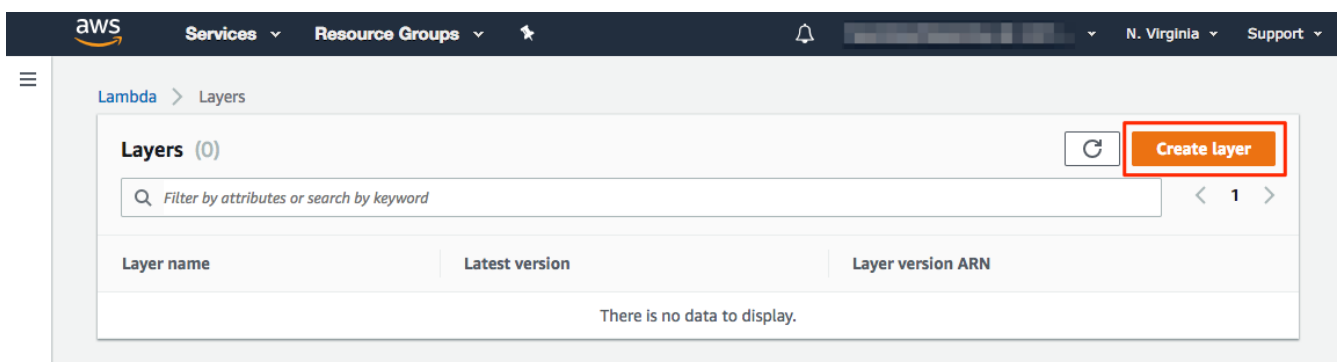 aws Services Resource Groups N. Virginia Support
Lambda > Layers
Layers (0) Create layer
Filter by attributes or search by keyword < 1 >
Layer name Latest version Layer version ARN
There is no data to display.